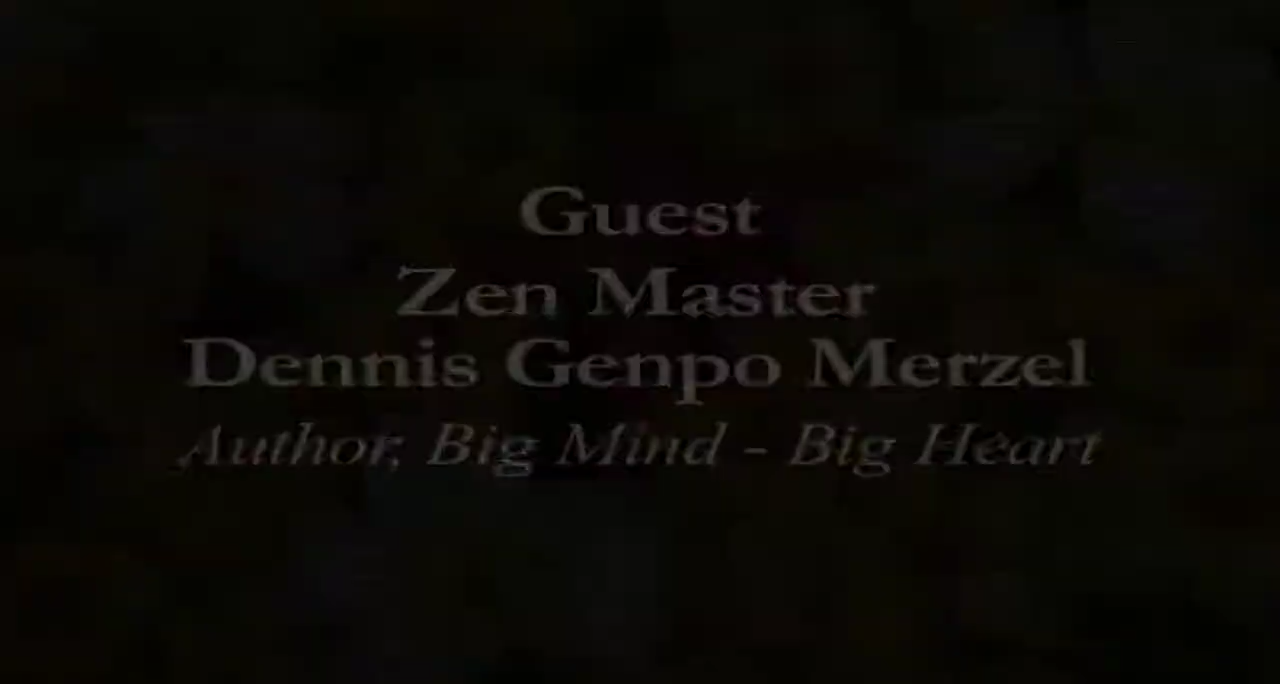 Guest
Zen Master
Dennis Genpo Merzel
Author, Big Mind - Big Heart